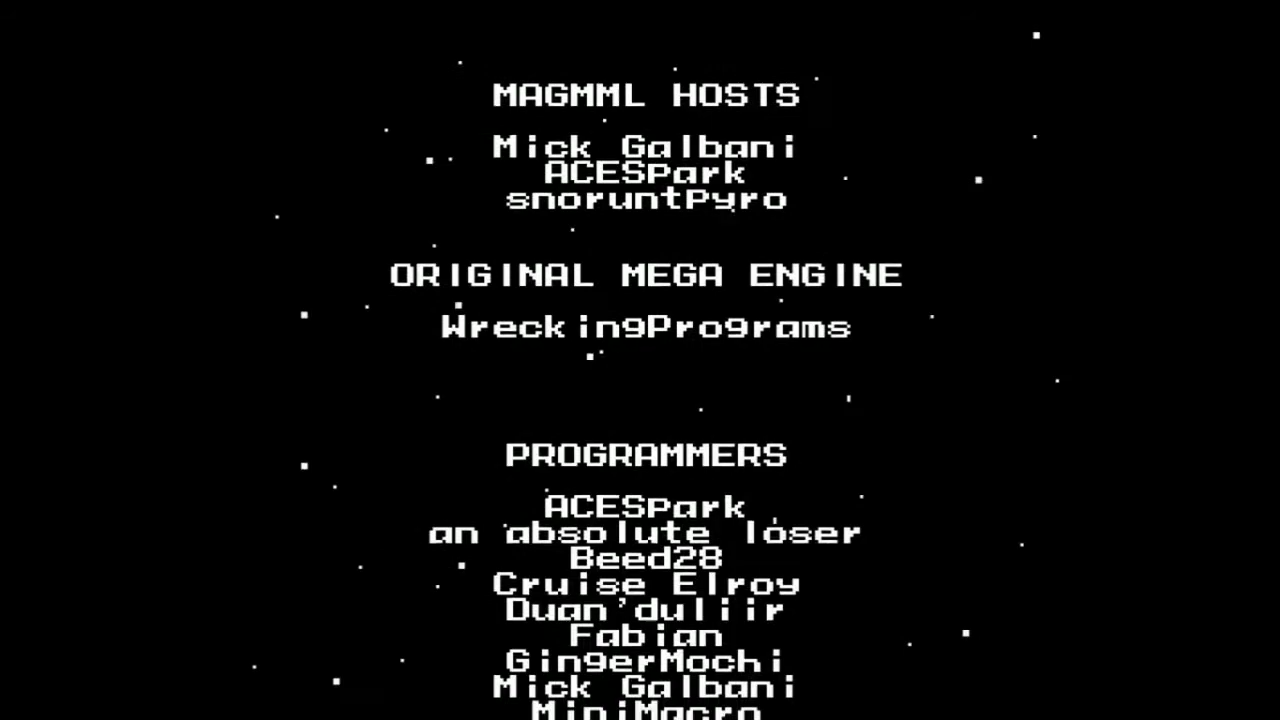 MAGMML HOSTS
Mick Galbani
ACESpark
snoruntPyro
ORIGINAL MEGA ENGINE
WreckingPrograms
PROGRAMMERS
ACESpark
an absolute loser
Beed28
Cruise Elroy
Duan'duliir
Fabian
GingerMochi
Mick Galbani
MiniMacro